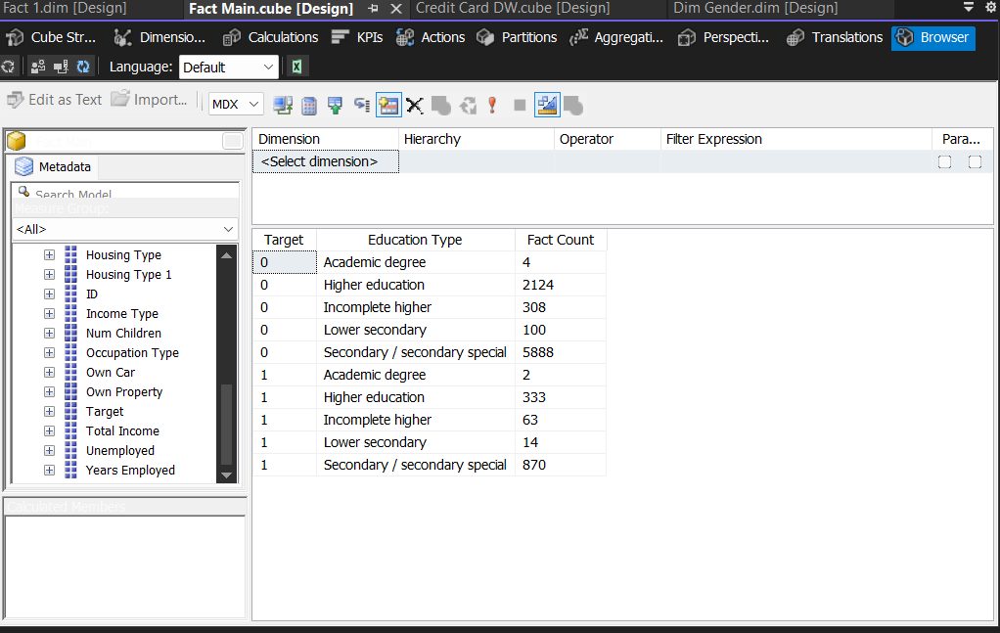 Fact 1.dim [Design] Fact Main.cube [Design] Credit Card DW.cube [Design] Dim Gender.dim [Design]
Cube Str... Dimensio... Calculations KPIs Actions Partitions Aggregati... Perspecti... Translations Browser
Language: Default
Edit as Text Import... MDX
Fact Main
Metadata
Search Model
Measure Group:
<All>
Housing Type
Housing Type 1
ID
Income Type
Num Children
Occupation Type
Own Car
Own Property
Target
Total Income
Unemployed
Years Employed
Calculated Members
Dimension Hierarchy Operator Filter Expression Para...
<Select dimension>
Target Education Type Fact Count
0 Academic degree 4
0 Higher education 2124
0 Incomplete higher 308
0 Lower secondary 100
0 Secondary / secondary special 5888
1 Academic degree 2
1 Higher education 333
1 Incomplete higher 63
1 Lower secondary 14
1 Secondary / secondary special 870